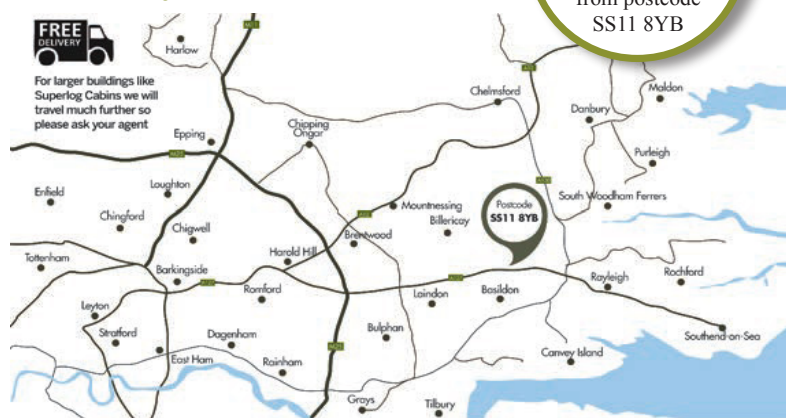 from postcode
SS11 8YB
FREE
DELIVERY
For larger buildings like
Superlog Cabins we will
travel much further so
please ask your agent
Harlow
Chelmsford
Maldon
Danbury
Epping
Chipping
Ongar
Purleigh
Enfield
Loughton
Mountnessing
South Woodham Ferrers
Postcode
SS11 8YB
Chingford
Billericay
Chigwell
Brentwood
Harold Hill
Tottenham
Barkingside
Rayleigh
Rochford
Romford
Laindon
Basildon
Leyton
Stratford
Dagenham
Bulphan
Southend-on-Sea
East Ham
Rainham
Canvey Island
Grays
Tilbury
M25